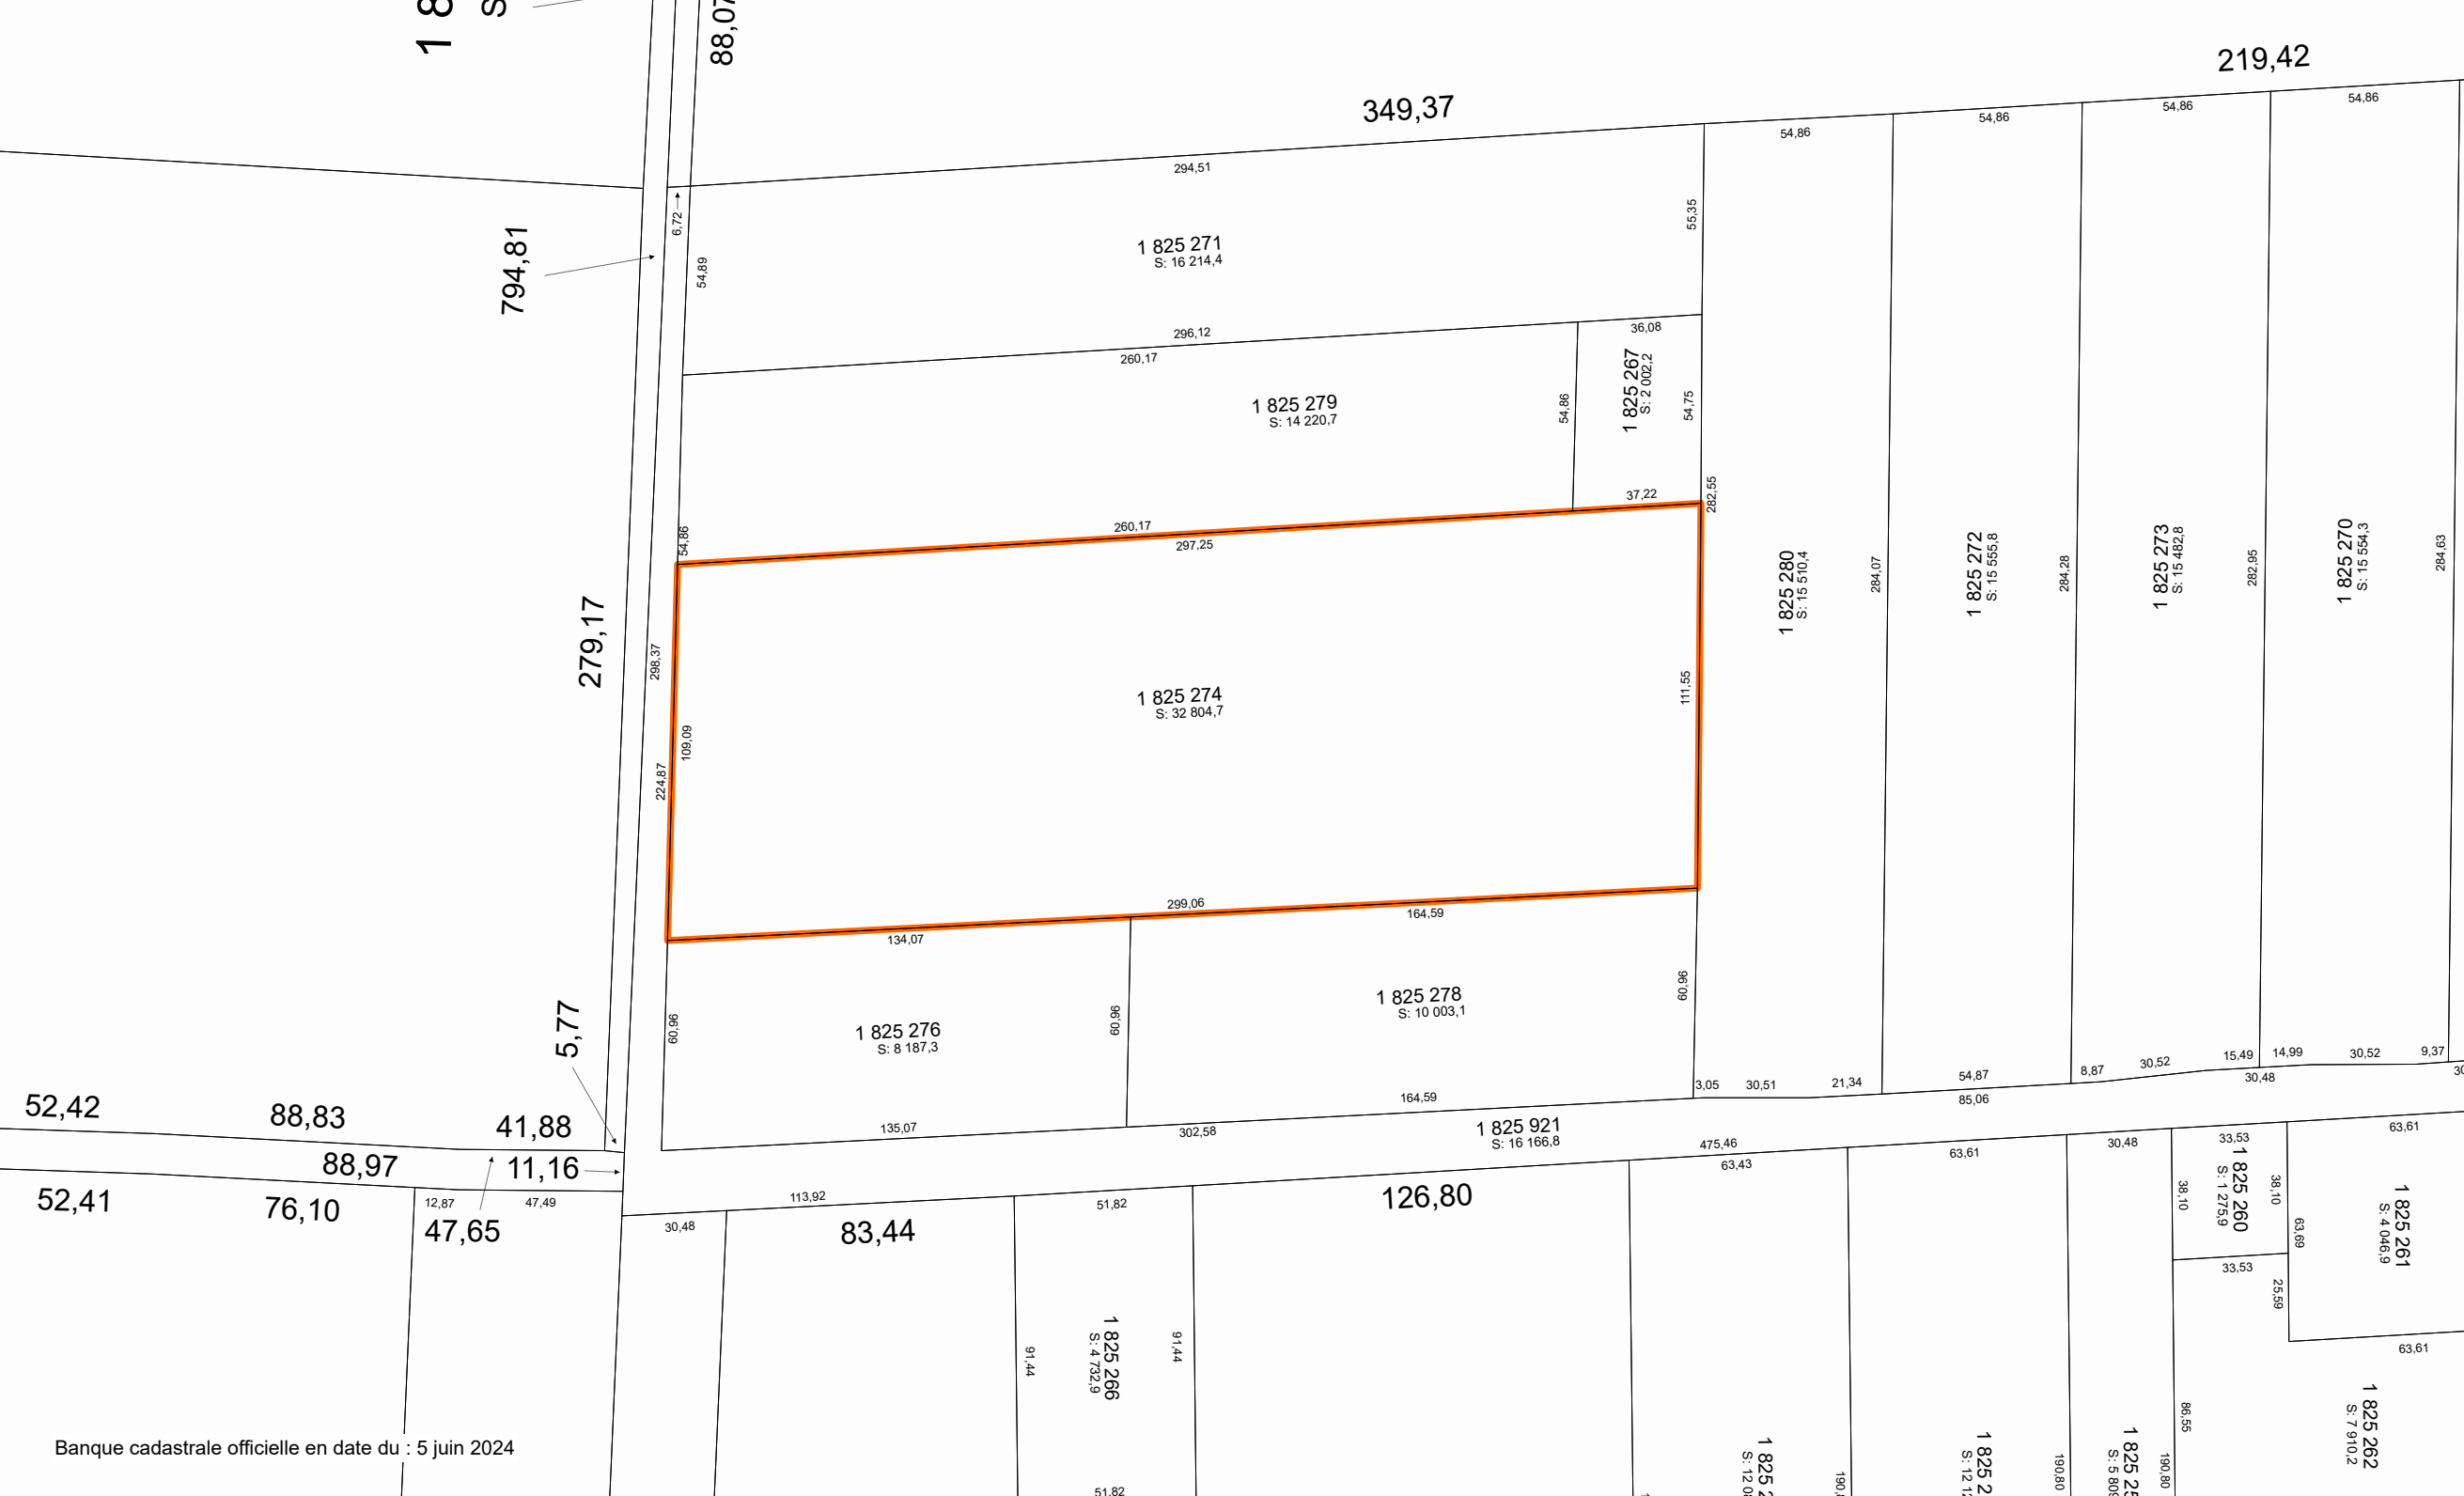 88,07
219,42
349,37
54,86
54,86
54,86
54,86
294,51
6,72
55,35
794,81
54,89
1 825 271
S: 16 214,4
296,12
36,08
260,17
1 825 267
S: 2 002,2
1 825 279
S: 14 220,7
54,86
54,75
37,22
282,55
260,17
54,86
297,25
1 825 280
S: 15 510,4
284,07
1 825 272
S: 15 555,8
284,28
1 825 273
S: 15 482,8
282,95
1 825 270
S: 15 554,3
284,63
279,17
298,37
1 825 274
S: 32 804,7
111,55
109,09
224,87
299,06
164,59
134,07
1 825 278
S: 10 003,1
60,96
60,96
1 825 276
S: 8 187,3
60,96
5,77
3,05
30,51
21,34
54,87
8,87
30,52
15,49
14,99
30,52
9,37
30,48
85,06
164,59
52,42
88,83
41,88
135,07
302,58
1 825 921
S: 16 166,8
475,46
63,43
63,61
30,48
33,53
63,61
88,97
11,16
52,41
76,10
12,87
47,49
47,65
113,92
30,48
83,44
51,82
126,80
38,10
1 825 260
S: 1 275,9
38,10
63,69
1 825 261
S: 4 046,9
33,53
25,59
63,61
91,44
1 825 266
S: 4 732,9
91,44
86,55
1 825 262
S: 7 910,2
190,80
190,80
51,82
Banque cadastrale officielle en date du : 5 juin 2024